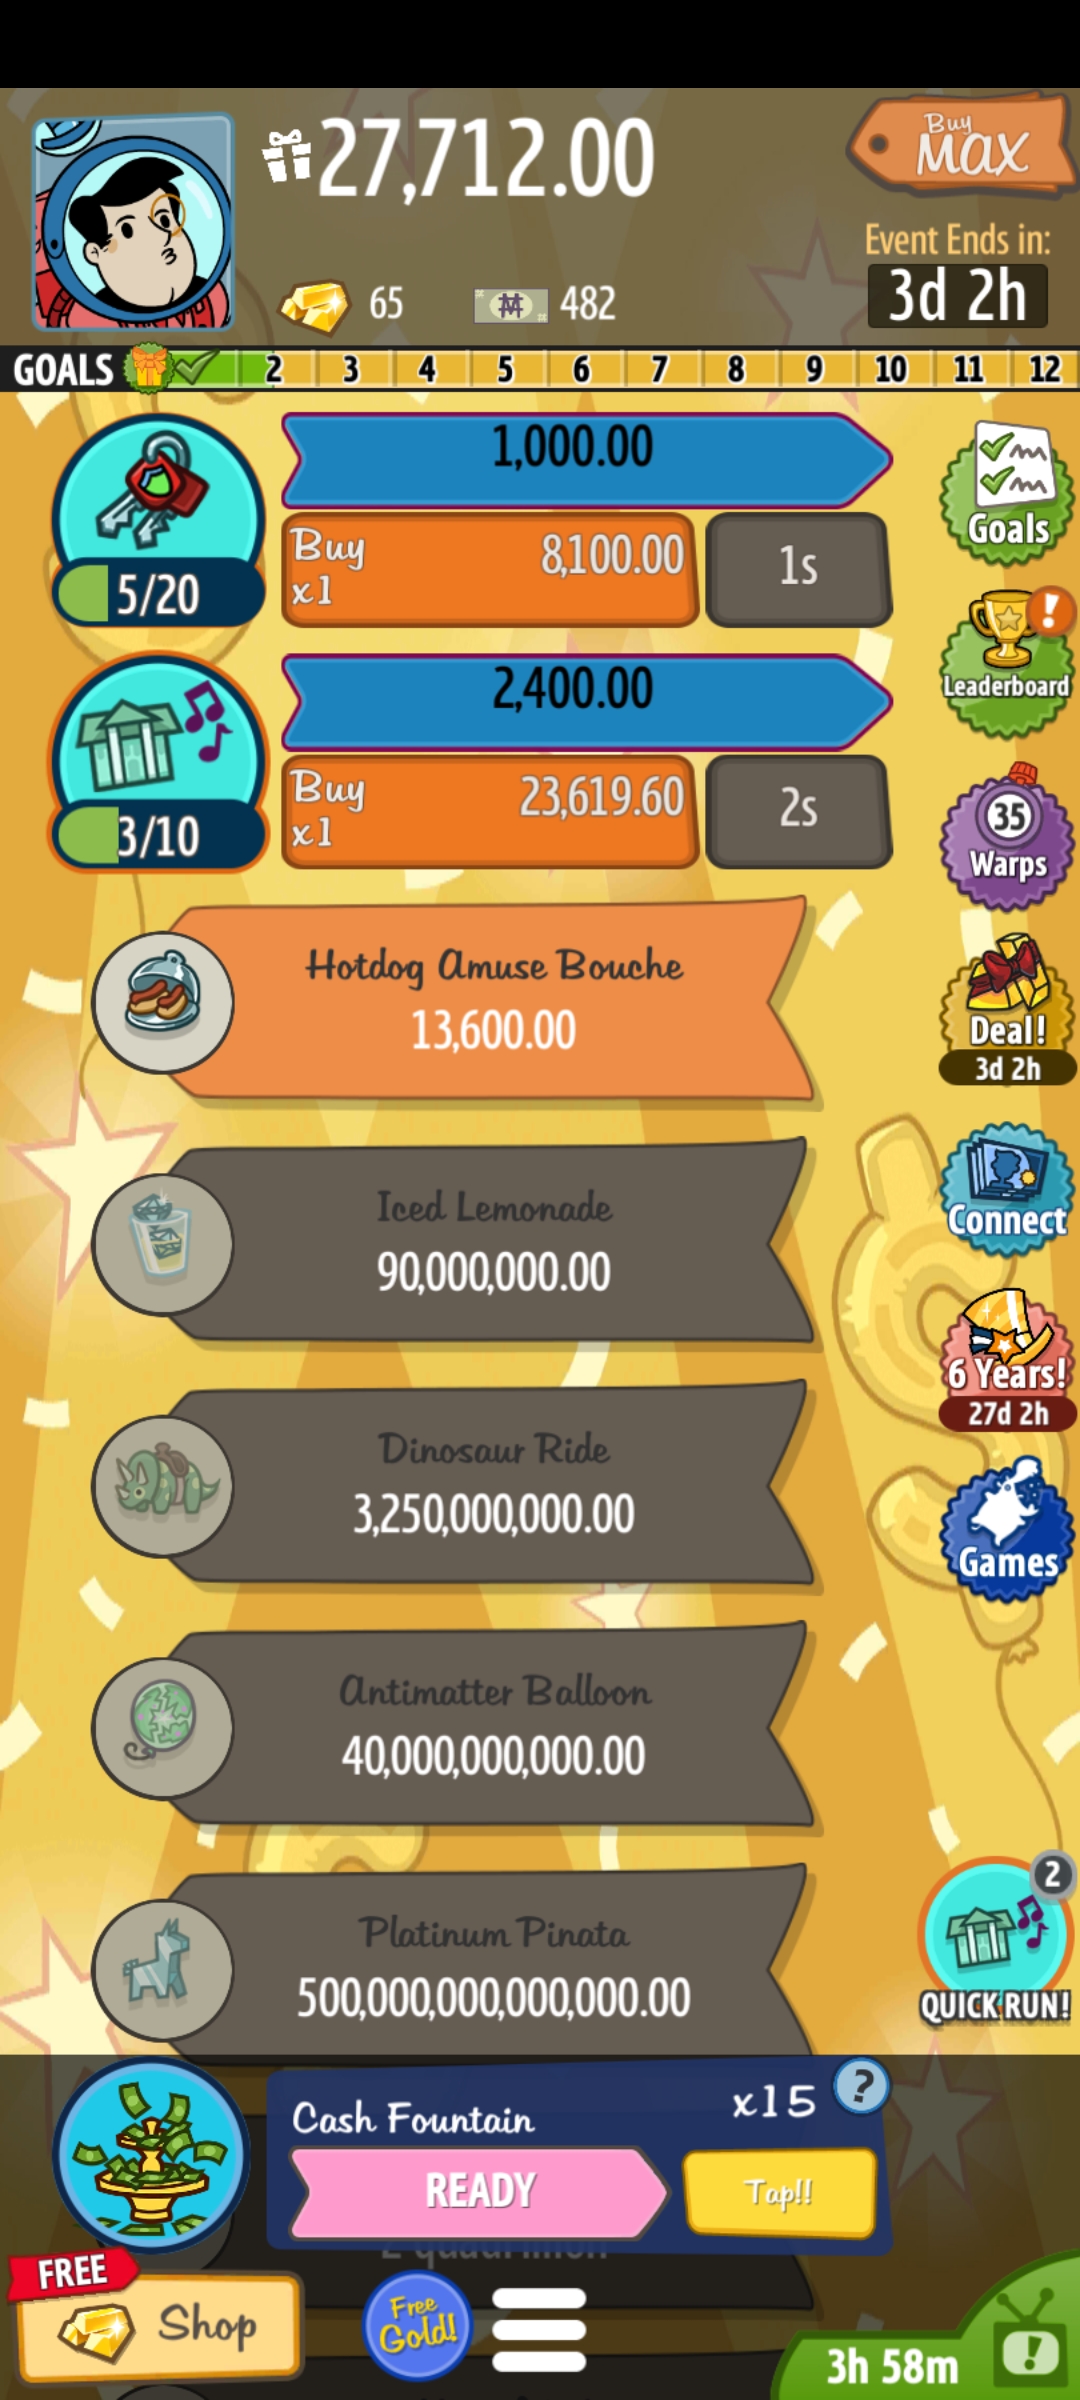 27,712.00
Buy
MAX
65
482
Event Ends in:
3d 2h
GOALS 2 3 4 5 6 7 8 9 10 11 12
1,000.00
5/20
Buy
x1
8,100.00
1s
Goals
2,400.00
3/10
Buy
x1
23,619.60
2s
Leaderboard
Hotdog Amuse Bouche
13,600.00
35
Warps
Deal!
3d 2h
Iced Lemonade
90,000,000.00
Connect
Dinosaur Ride
3,250,000,000.00
6 Years!
27d 2h
Games
Antimatter Balloon
40,000,000,000.00
Platinum Pinata
500,000,000,000,000.00
2
QUICK RUN!
Cash Fountain
x15
?
READY
Tap!!
FREE
Shop
Free
Gold!
3h 58m